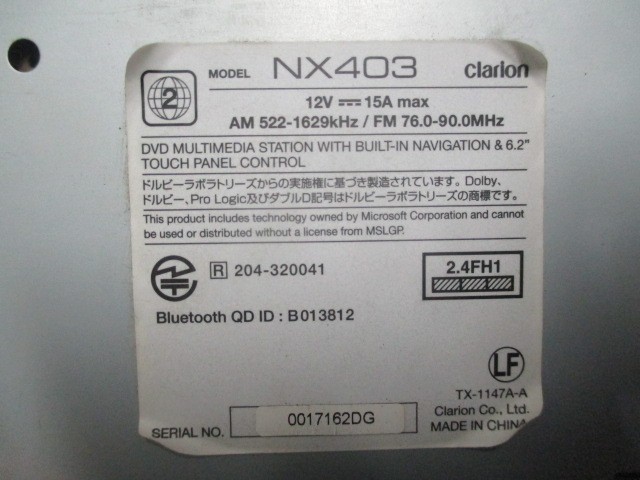 2 MODEL NX403 clarion
12V ⎓ 15A max
AM 522-1629kHz / FM 76.0-90.0MHz
DVD MULTIMEDIA STATION WITH BUILT-IN NAVIGATION & 6.2"
TOUCH PANEL CONTROL
ドルビーラボラトリーズからの実施権に基づき製造されています。Dolby、
ドルビー、Pro Logic及びダブルD記号はドルビーラボラトリーズの商標です。
This product includes technology owned by Microsoft Corporation and cannot
be used or distributed without a license from MSLGP.
R 204-320041
2.4FH1
Bluetooth QD ID : B013812
LF
TX-1147A-A
Clarion Co., Ltd.
MADE IN CHINA
SERIAL NO. 0017162DG